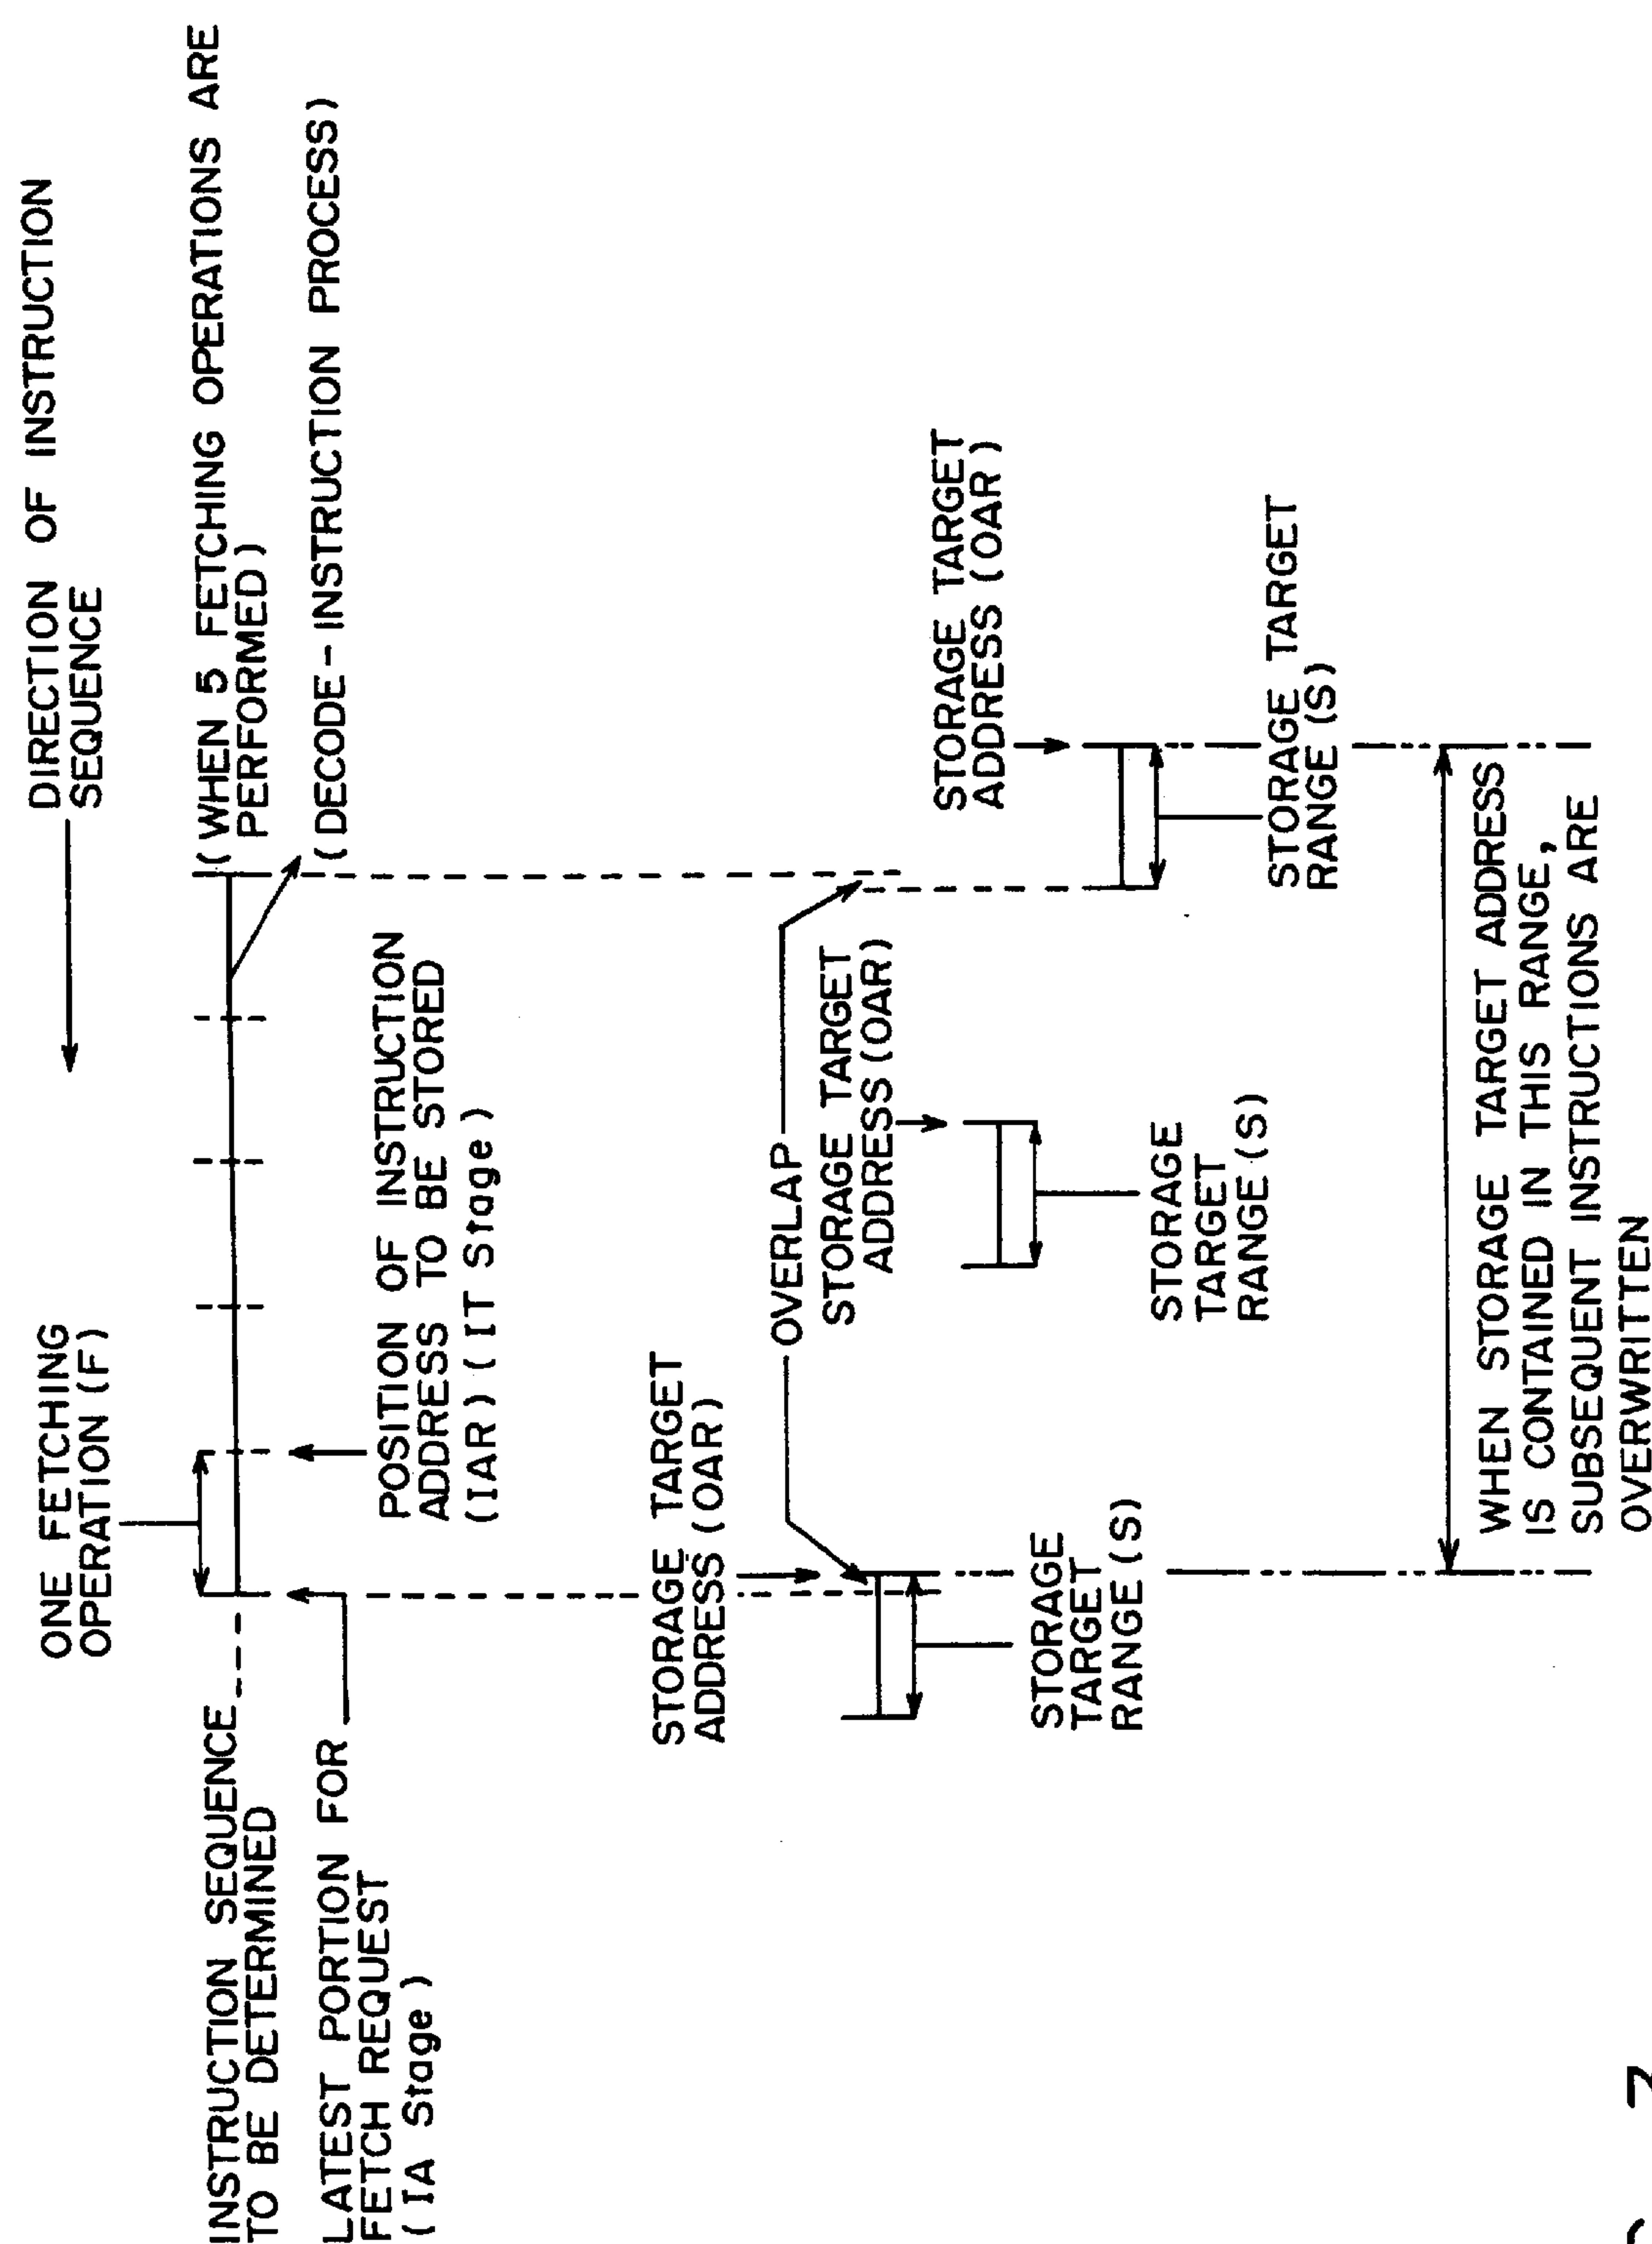 DIRECTION OF INSTRUCTION
SEQUENCE
ONE FETCHING
OPERATION (F)
(WHEN 5 FETCHING OPERATIONS ARE
PERFORMED)
(DECODE-INSTRUCTION PROCESS)
INSTRUCTION SEQUENCE
TO BE DETERMINED
LATEST PORTION FOR
FETCH REQUEST
(IA Stage)
POSITION OF INSTRUCTION
ADDRESS TO BE STORED
(IAR) (IT Stage)
STORAGE TARGET
ADDRESS (OAR)
OVERLAP
STORAGE TARGET
ADDRESS (OAR)
STORAGE TARGET
ADDRESS (OAR)
STORAGE
TARGET
RANGE (S)
STORAGE
TARGET
RANGE (S)
STORAGE TARGET
RANGE (S)
WHEN STORAGE TARGET ADDRESS
IS CONTAINED IN THIS RANGE,
SUBSEQUENT INSTRUCTIONS ARE
OVERWRITTEN